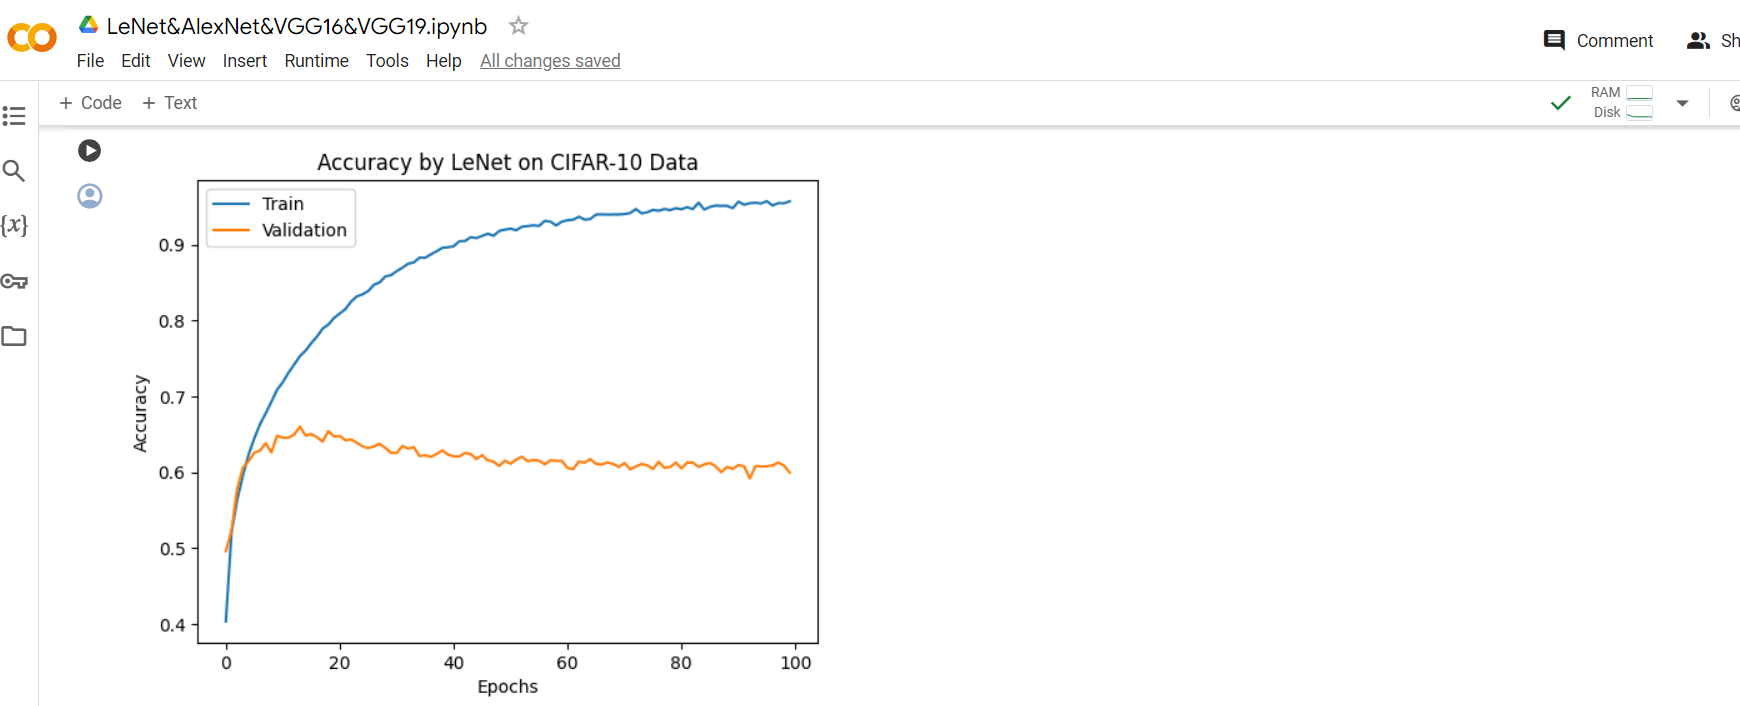 LeNet&AlexNet&VGG16&VGG19.ipynb
File Edit View Insert Runtime Tools Help All changes saved
Comment
Sh
+ Code + Text
RAM
Disk
{x}
Accuracy by LeNet on CIFAR-10 Data
Train
Validation
0.9
0.8
0.7
0.6
0.5
0.4
Accuracy
0 20 40 60 80 100
Epochs